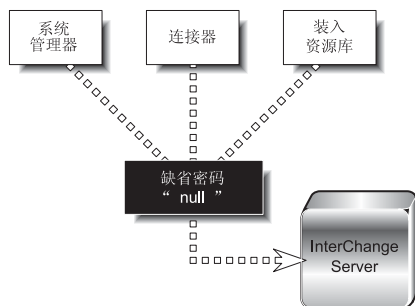 系统
管理器
连接器
装入
资源库
缺省密码
“ null ”
InterChange
Server